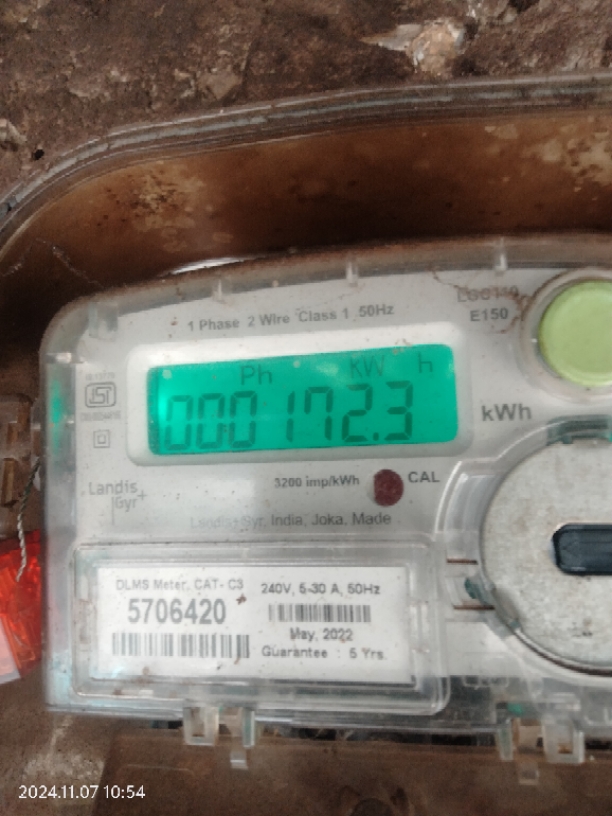 1 Phase 2 Wire Class 1 50Hz
E150
Ph kW h
000172.3
kWh
3200 imp/kWh
CAL
Landis
Gyr+
Landis+Gyr, India, Joka, Made
DLMS Meter, CAT- C3
5706420
240V, 5-30 A, 50Hz
May, 2022
Guarantee : 5 Yrs.
2024.11.07 10:54